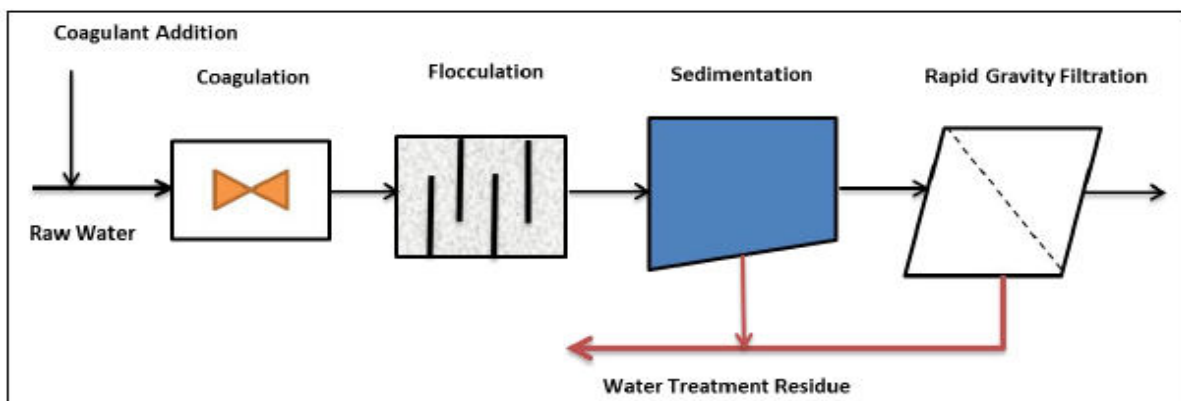 Coagulant Addition
Coagulation
Flocculation
Sedimentation
Rapid Gravity Filtration
Raw Water
Water Treatment Residue